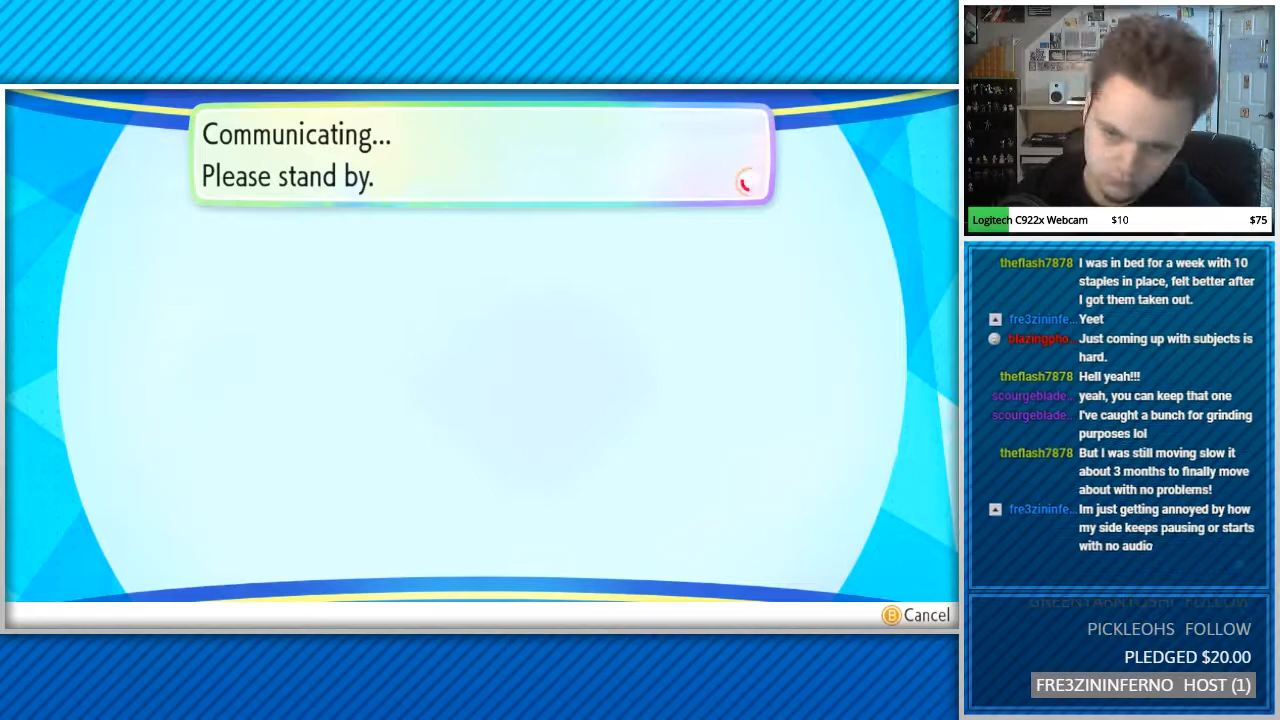 Communicating...
Please stand by.
B Cancel
Logitech C922x Webcam $10 $75
theflash7878 I was in bed for a week with 10
staples in place, felt better after
I got them taken out.
fre3zininfe... Yeet
blazingpho... Just coming up with subjects is
hard.
theflash7878 Hell yeah!!!
scourgeblade... yeah, you can keep that one
scourgeblade... I've caught a bunch for grinding
purposes lol
theflash7878 But I was still moving slow it
about 3 months to finally move
about with no problems!
fre3zininfe... Im just getting annoyed by how
my side keeps pausing or starts
with no audio
FOLLOW
PICKLEOHS FOLLOW
PLEDGED $20.00
FRE3ZININFERNO HOST (1)